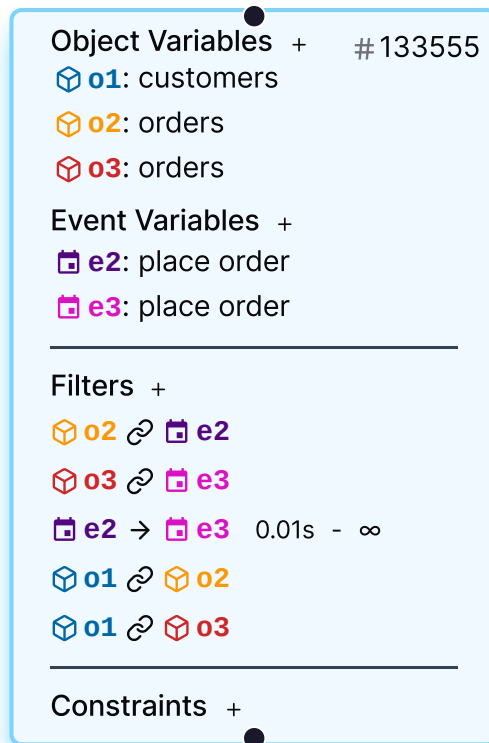 Object Variables + #133555
o1: customers
o2: orders
o3: orders
Event Variables +
e2: place order
e3: place order
Filters +
o2 e2
o3 e3
e2 → e3 0.01s - ∞
o1 o2
o1 o3
Constraints +